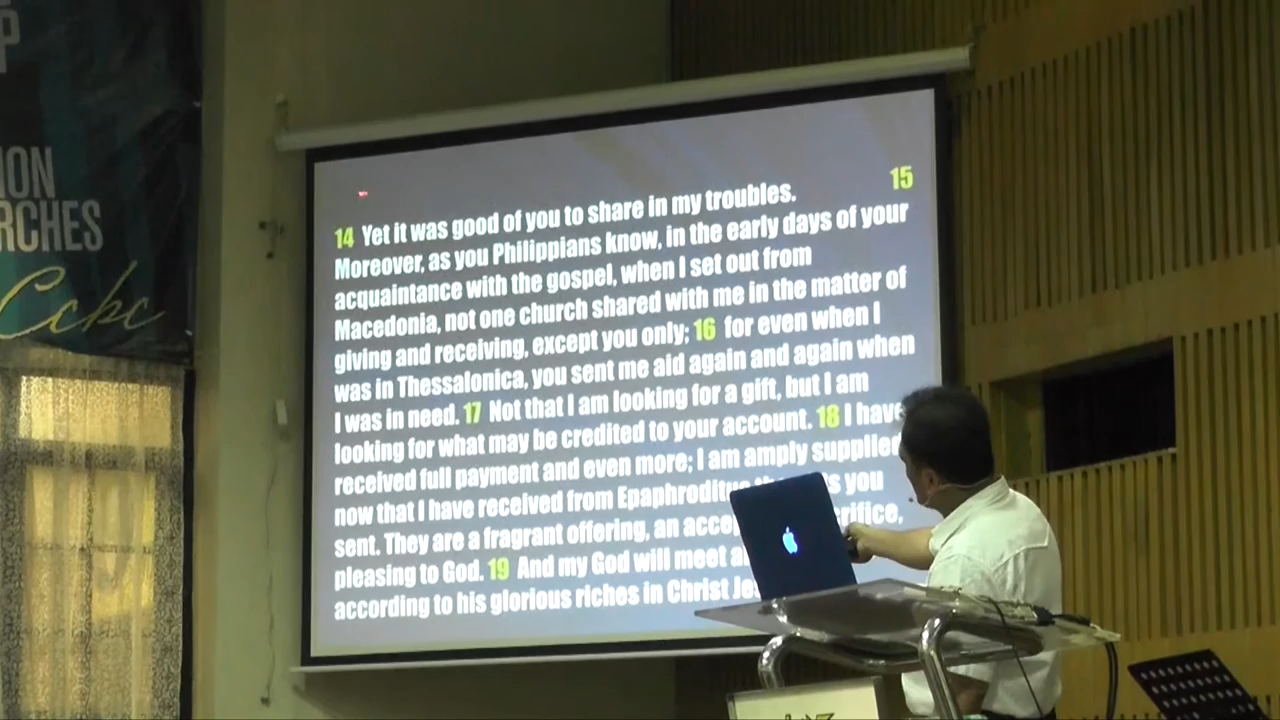 P
ION
RCHES
Cckc
15
14 Yet it was good of you to share in my troubles.
Moreover, as you Philippians know, in the early days of your
acquaintance with the gospel, when I set out from
Macedonia, not one church shared with me in the matter of
giving and receiving, except you only; 16 for even when I
was in Thessalonica, you sent me aid again and again when
I was in need. 17 Not that I am looking for a gift, but I am
looking for what may be credited to your account. 18 I have
received full payment and even more; I am amply supplied
now that I have received from Epaphroditus you
sent. They are a fragrant offering, an
pleasing to God. 19 And my God will meet
according to his glorious riches in Christ